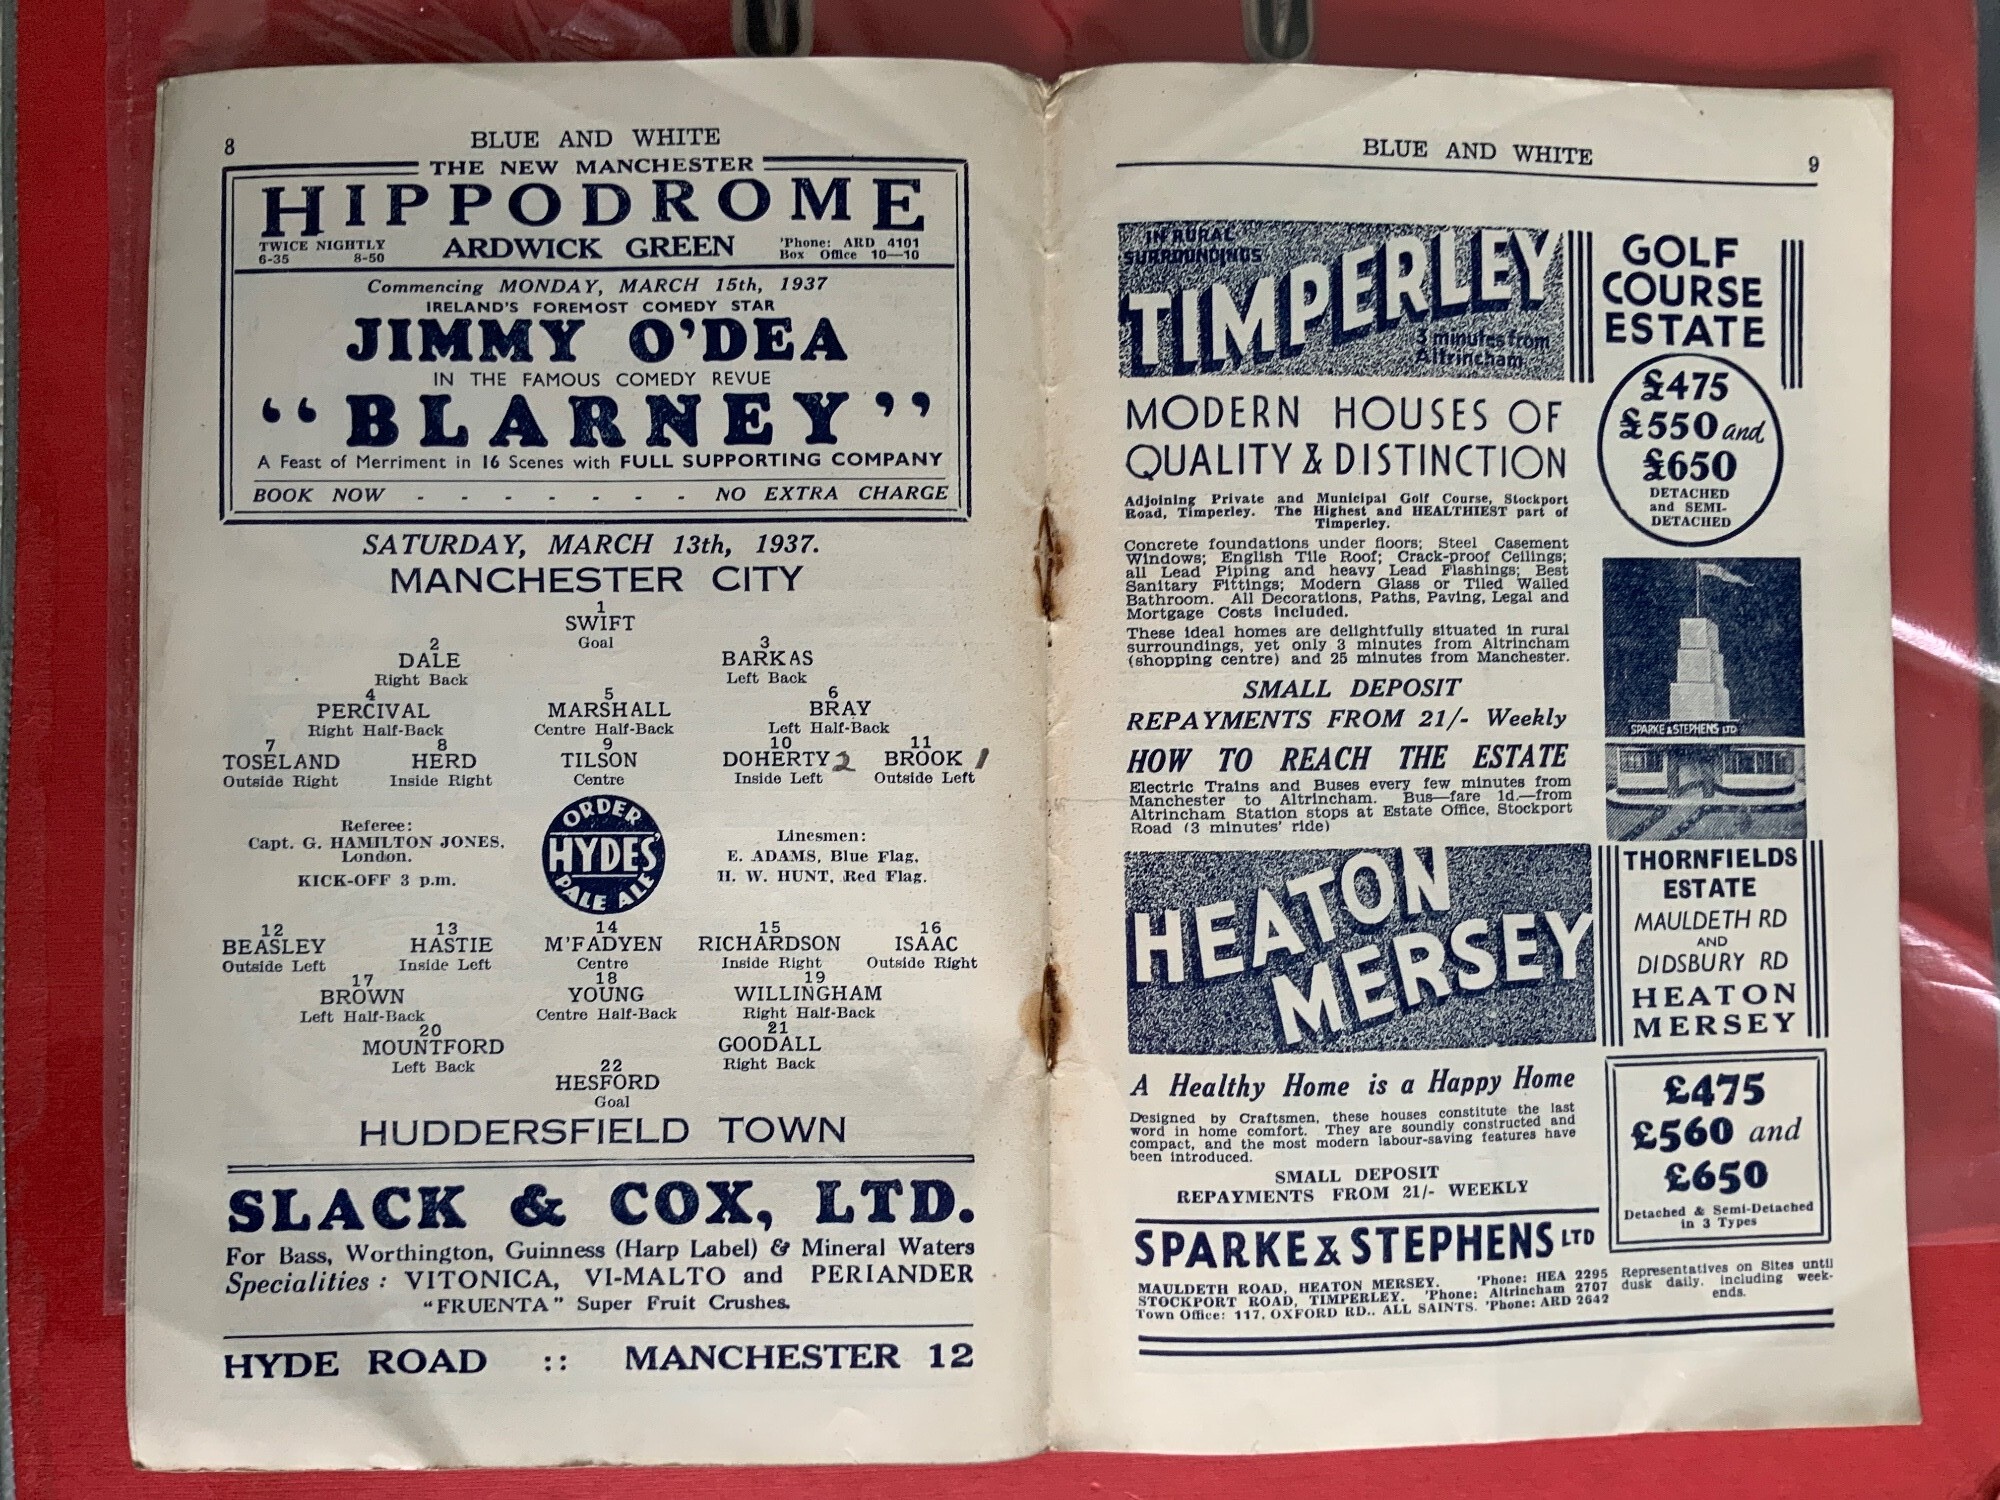 8
BLUE AND WHITE
THE NEW MANCHESTER
HIPPODROME
TWICE NIGHTLY
6-35 8-50
ARDWICK GREEN
'Phone: ARD 4101
Box Office 10—10
Commencing MONDAY, MARCH 15th, 1937
IRELAND'S FOREMOST COMEDY STAR
JIMMY O'DEA
IN THE FAMOUS COMEDY REVUE
"BLARNEY"
A Feast of Merriment in 16 Scenes with FULL SUPPORTING COMPANY
BOOK NOW - - - - - - - NO EXTRA CHARGE
SATURDAY, MARCH 13th, 1937.
MANCHESTER CITY
1
SWIFT
Goal
2 3
DALE BARKAS
Right Back Left Back
4 5 6
PERCIVAL MARSHALL BRAY
Right Half-Back Centre Half-Back Left Half-Back
7 8 9 10 11
TOSELAND HERD TILSON DOHERTY 2 BROOK 1
Outside Right Inside Right Centre Inside Left Outside Left
Referee:
Capt. G. HAMILTON JONES,
London.
KICK-OFF 3 p.m.
ORDER
HYDES'
PALE ALE
Linesmen:
E. ADAMS, Blue Flag.
H. W. HUNT, Red Flag.
12 13 14 15 16
BEASLEY HASTIE M'FADYEN RICHARDSON ISAAC
Outside Left Inside Left Centre Inside Right Outside Right
17 18 19
BROWN YOUNG WILLINGHAM
Left Half-Back Centre Half-Back Right Half-Back
20 21
MOUNTFORD GOODALL
Left Back Right Back
22
HESFORD
Goal
HUDDERSFIELD TOWN
SLACK & COX, LTD.
For Bass, Worthington, Guinness (Harp Label) & Mineral Waters
Specialities: VITONICA, VI-MALTO and PERIANDER
"FRUENTA" Super Fruit Crushes.
HYDE ROAD :: MANCHESTER 12
BLUE AND WHITE
9
IN RURAL
SURROUNDINGS
TIMPERLEY
3 minutes from
Altrincham
GOLF
COURSE
ESTATE
£475
£550 and
£650
DETACHED
and SEMI-
DETACHED
MODERN HOUSES OF
QUALITY & DISTINCTION
Adjoining Private and Municipal Golf Course, Stockport
Road, Timperley. The Highest and HEALTHIEST part of
Timperley.
Concrete foundations under floors; Steel Casement
Windows; English Tile Roof; Crack-proof Ceilings;
all Lead Piping and heavy Lead Flashings; Best
Sanitary Fittings; Modern Glass or Tiled Walled
Bathroom. All Decorations, Paths, Paving, Legal and
Mortgage Costs included.
These ideal homes are delightfully situated in rural
surroundings, yet only 3 minutes from Altrincham
(shopping centre) and 25 minutes from Manchester.
SMALL DEPOSIT
REPAYMENTS FROM 21/- Weekly
HOW TO REACH THE ESTATE
Electric Trains and Buses every few minutes from
Manchester to Altrincham. Bus—fare 1d.—from
Altrincham Station stops at Estate Office, Stockport
Road (3 minutes' ride)
SPARKE & STEPHENS LTD
HEATON
MERSEY
THORNFIELDS
ESTATE
MAULDETH RD
AND
DIDSBURY RD
HEATON
MERSEY
A Healthy Home is a Happy Home
Designed by Craftsmen, these houses constitute the last
word in home comfort. They are soundly constructed and
compact, and the most modern labour-saving features have
been introduced.
SMALL DEPOSIT
REPAYMENTS FROM 21/- WEEKLY
£475
£560 and
£650
Detached & Semi-Detached
in 3 Types
SPARKE & STEPHENS LTD
MAULDETH ROAD, HEATON MERSEY. 'Phone: HEA 2295
STOCKPORT ROAD, TIMPERLEY. 'Phone: Altrincham 2707
Town Office: 117, OXFORD RD., ALL SAINTS. 'Phone: ARD 2642
Representatives on Sites until
dusk daily, including week-
ends.